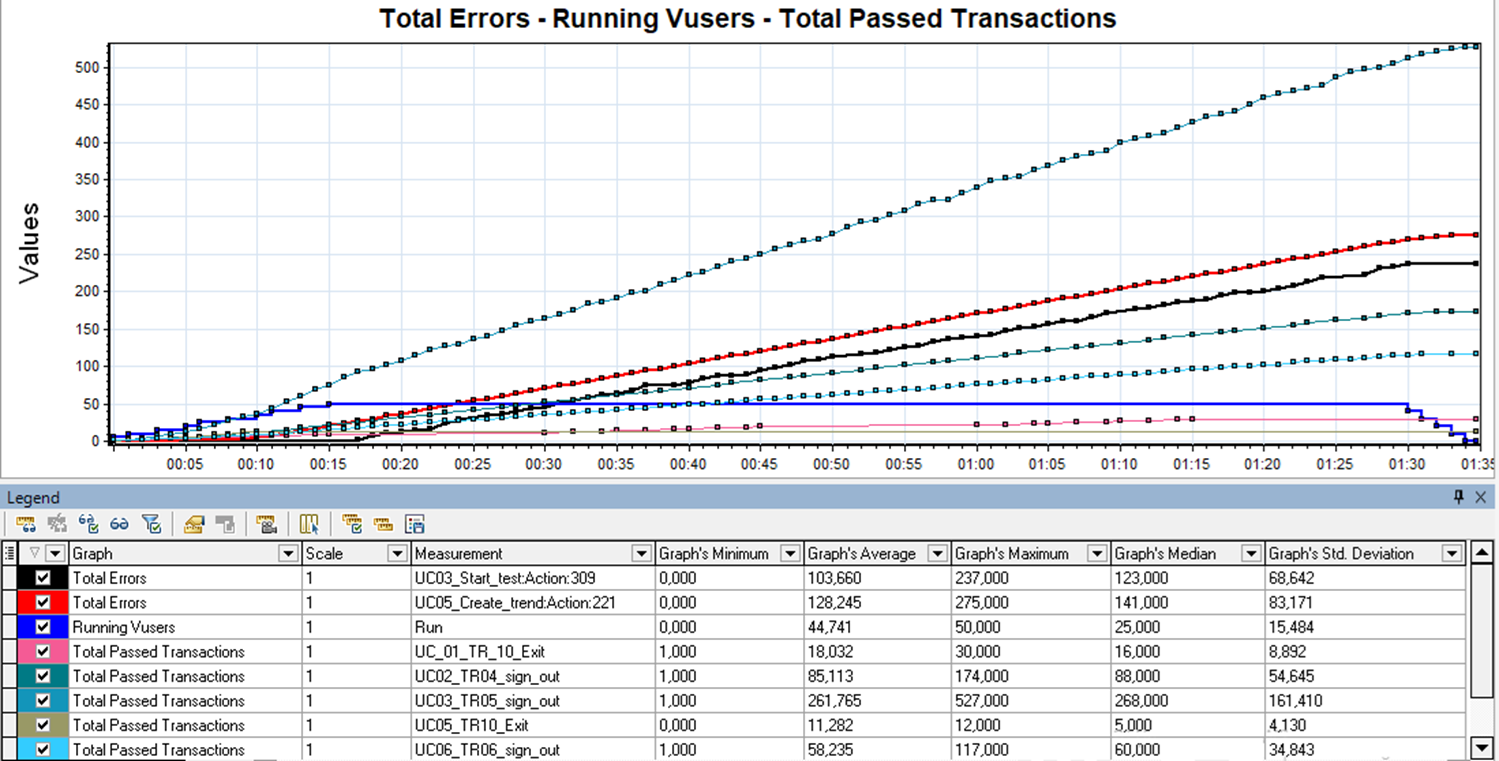 Total Errors - Running Vusers - Total Passed Transactions
Values
500
450
400
350
300
250
200
150
100
50
0
00:05 00:10 00:15 00:20 00:25 00:30 00:35 00:40 00:45 00:50 00:55 01:00 01:05 01:10 01:15 01:20 01:25 01:30 01:35
Legend
Graph Scale Measurement Graph's Minimum Graph's Average Graph's Maximum Graph's Median Graph's Std. Deviation
Total Errors 1 UC03_Start_test:Action:309 0,000 103,660 237,000 123,000 68,642
Total Errors 1 UC05_Create_trend:Action:221 0,000 128,245 275,000 141,000 83,171
Running Vusers 1 Run 0,000 44,741 50,000 25,000 15,484
Total Passed Transactions 1 UC_01_TR_10_Exit 1,000 18,032 30,000 16,000 8,892
Total Passed Transactions 1 UC02_TR04_sign_out 1,000 85,113 174,000 88,000 54,645
Total Passed Transactions 1 UC03_TR05_sign_out 1,000 261,765 527,000 268,000 161,410
Total Passed Transactions 1 UC05_TR10_Exit 0,000 11,282 12,000 5,000 4,130
Total Passed Transactions 1 UC06_TR06_sign_out 1,000 58,235 117,000 60,000 34,843